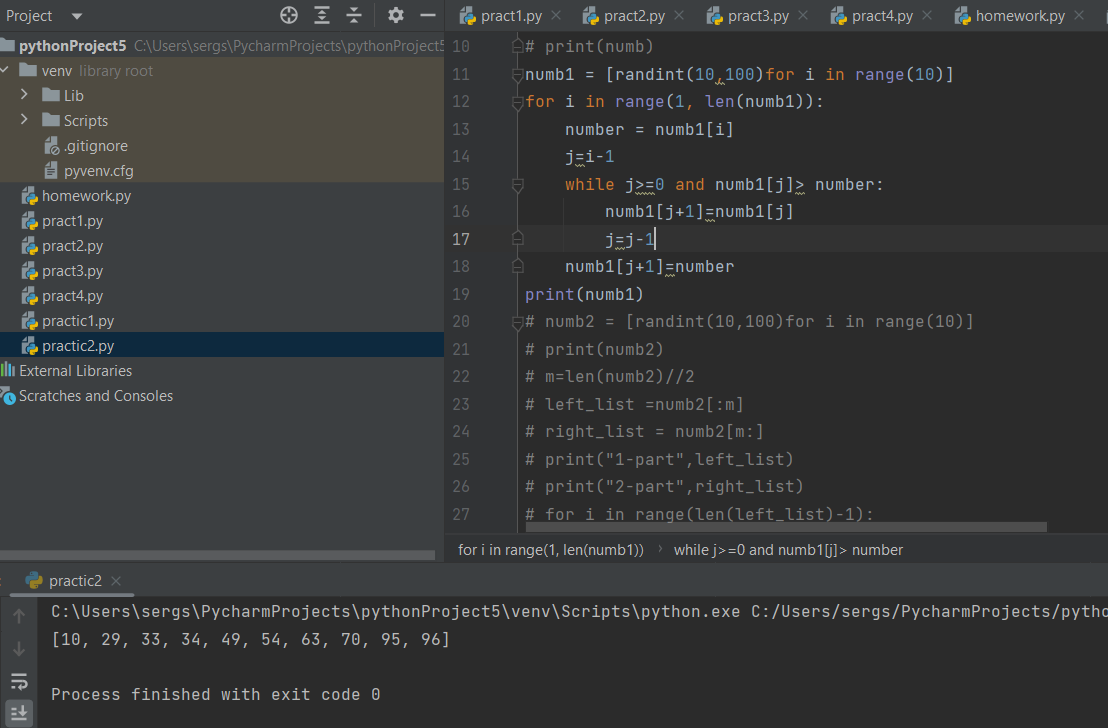 Project
pythonProject5 C:\Users\sergs\PycharmProjects\pythonProject5
venv library root
Lib
Scripts
.gitignore
pyvenv.cfg
homework.py
pract1.py
pract2.py
pract3.py
pract4.py
practic1.py
practic2.py
External Libraries
Scratches and Consoles
pract1.py pract2.py pract3.py pract4.py homework.py
10 # print(numb)
11 numb1 = [randint(10,100)for i in range(10)]
12 for i in range(1, len(numb1)):
13 number = numb1[i]
14 j=i-1
15 while j>=0 and numb1[j]> number:
16 numb1[j+1]=numb1[j]
17 j=j-1
18 numb1[j+1]=number
19 print(numb1)
20 # numb2 = [randint(10,100)for i in range(10)]
21 # print(numb2)
22 # m=len(numb2)//2
23 # left_list =numb2[:m]
24 # right_list = numb2[m:]
25 # print("1-part",left_list)
26 # print("2-part",right_list)
27 # for i in range(len(left_list)-1):
for i in range(1, len(numb1)) › while j>=0 and numb1[j]> number
practic2
C:\Users\sergs\PycharmProjects\pythonProject5\venv\Scripts\python.exe C:/Users/sergs/PycharmProjects/pytho
[10, 29, 33, 34, 49, 54, 63, 70, 95, 96]
Process finished with exit code 0